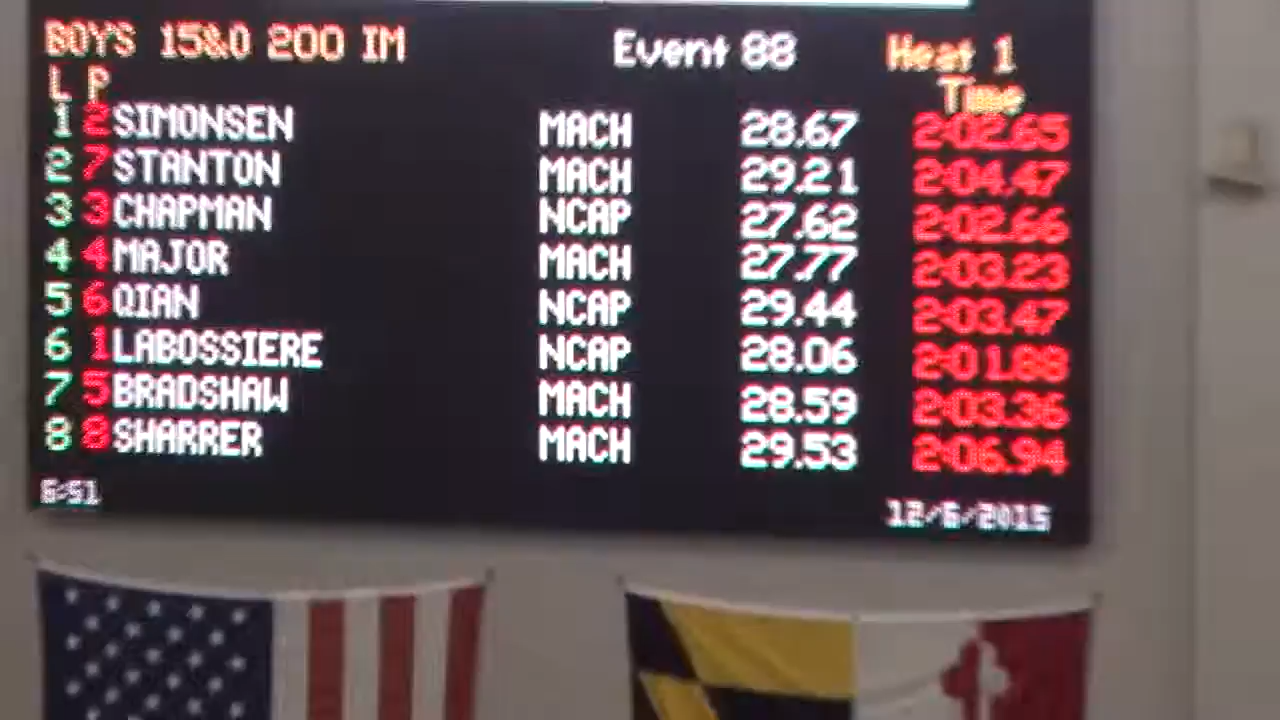 BOYS 15&O 200 IM Event 88 Heat 1
L P Time
1 2 SIMONSEN MACH 28.67 2:02.65
2 7 STANTON MACH 29.21 2:04.47
3 3 CHAPMAN NCAP 27.62 2:02.66
4 4 MAJOR MACH 27.77 2:03.23
5 6 QIAN NCAP 29.44 2:03.47
6 1 LABOSSIERE NCAP 28.06 2:01.88
7 5 BRADSHAW MACH 28.59 2:03.36
8 8 SHARRER MACH 29.53 2:06.94
6:51 12/6/2015